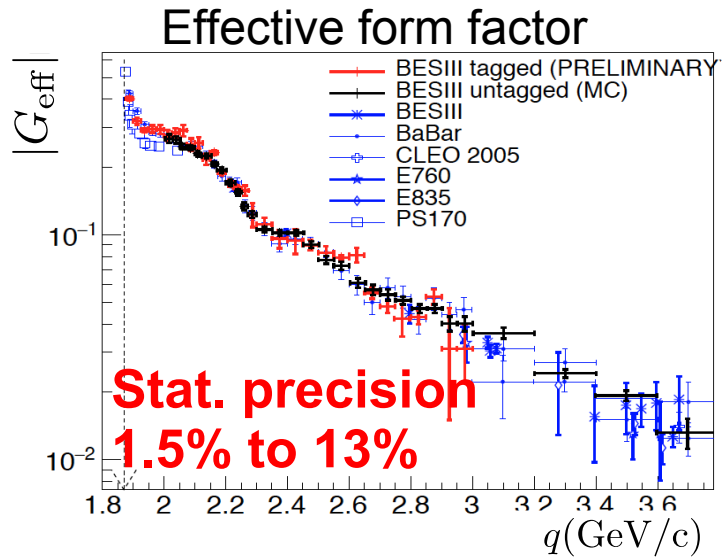 Effective form factor
|G_eff|
BESIII tagged (PRELIMINARY)
BESIII untagged (MC)
BESIII
BaBar
CLEO 2005
E760
E835
PS170
10^-1
10^-2
Stat. precision
1.5% to 13%
1.8 2 2.2 2.4 2.6 2.8 3 3.2 3.4 3.6
q(GeV/c)